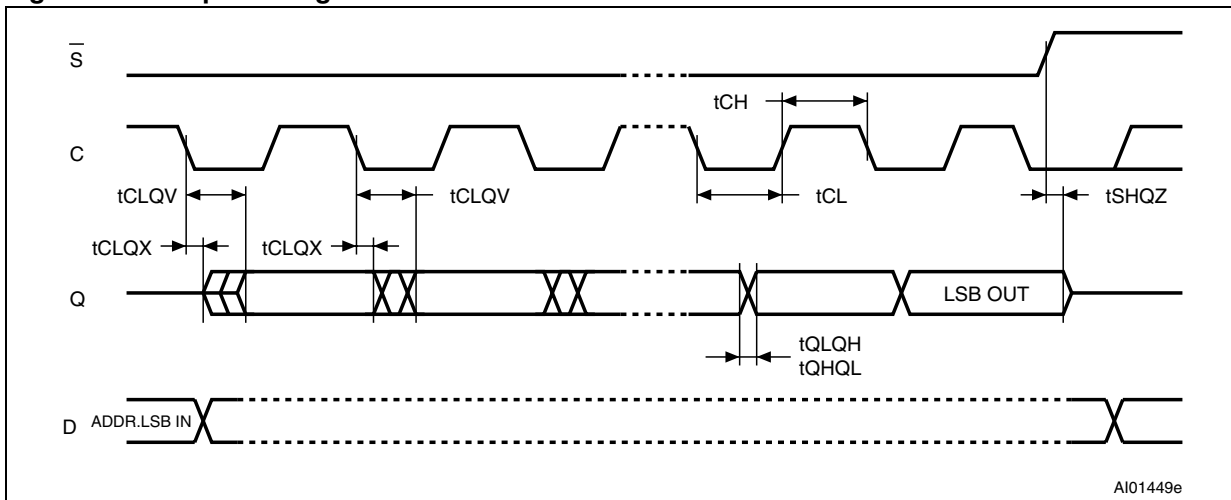 S
tCH
C
tCLQV
tCLQV
tCL
tSHQZ
tCLQX
tCLQX
Q
LSB OUT
tQLQH
tQHQL
D
ADDR.LSB IN
AI01449e